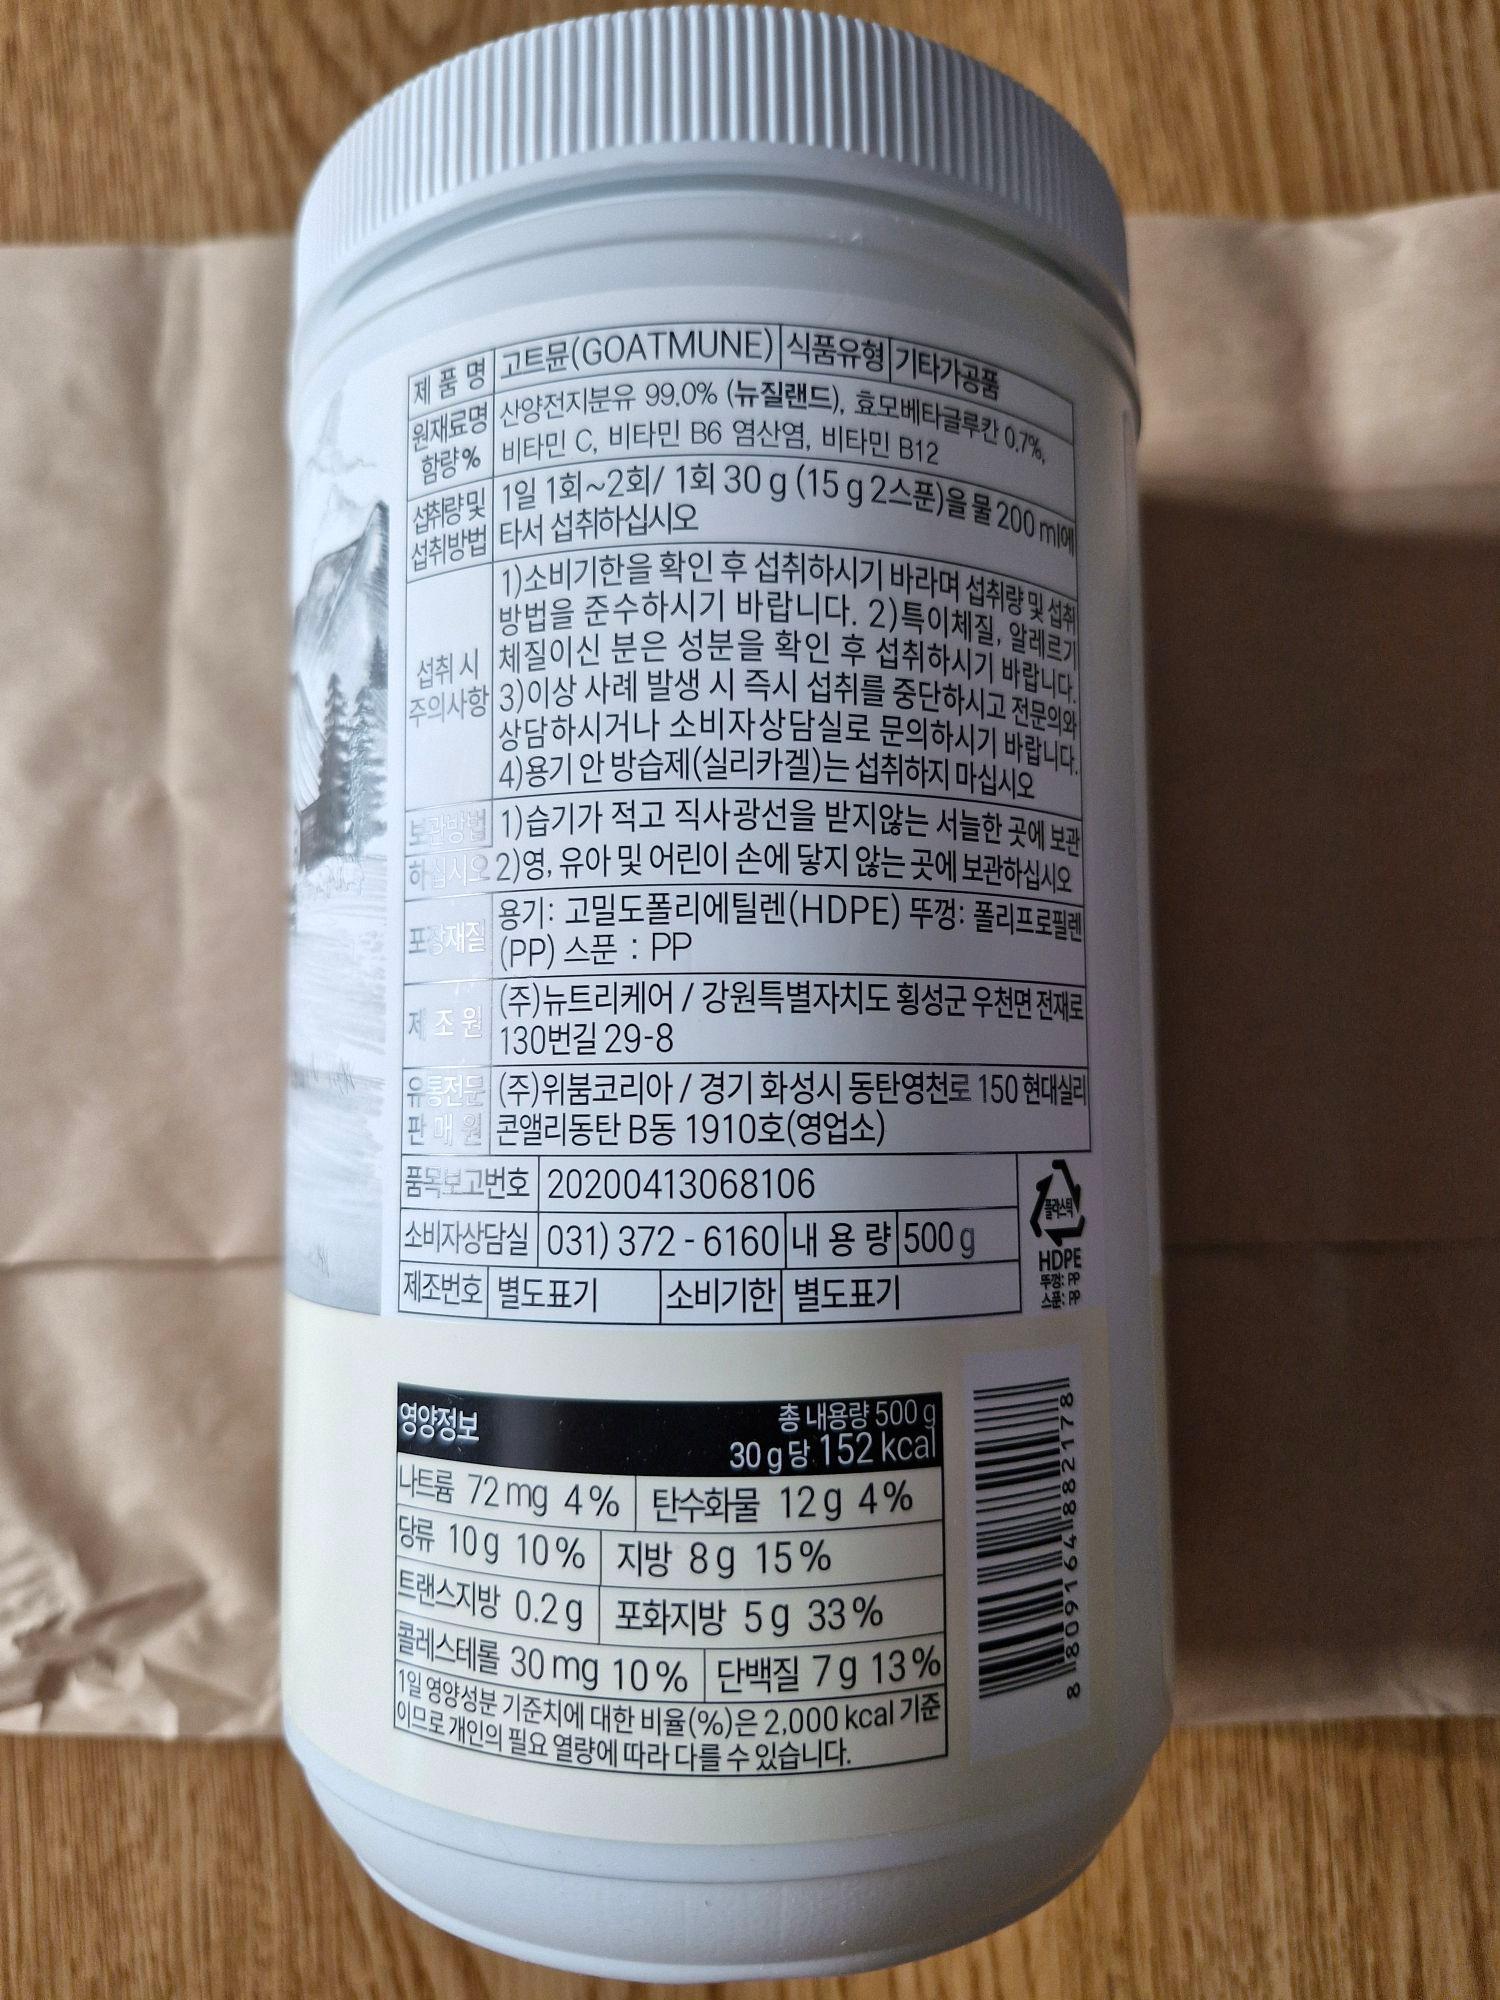 제 품 명 고트뮨(GOATMUNE) 식품유형 기타가공품
원재료명 산양전지분유 99.0% (뉴질랜드), 효모베타글루칸 0.7%,
함량% 비타민 C, 비타민 B6 염산염, 비타민 B12
섭취량 및 1일 1회~2회/ 1회 30 g (15 g 2스푼)을 물 200 ml에
섭취방법 타서 섭취하십시오
1)소비기한을 확인 후 섭취하시기 바라며 섭취량 및 섭취
방법을 준수하시기 바랍니다. 2)특이체질, 알레르기
섭취 시 체질이신 분은 성분을 확인 후 섭취하시기 바랍니다.
주의사항 3)이상 사례 발생 시 즉시 섭취를 중단하시고 전문의와
상담하시거나 소비자상담실로 문의하시기 바랍니다.
4)용기 안 방습제(실리카겔)는 섭취하지 마십시오
보관방법 1)습기가 적고 직사광선을 받지않는 서늘한 곳에 보관
하십시오 2)영, 유아 및 어린이 손에 닿지 않는 곳에 보관하십시오
포장재질 용기: 고밀도폴리에틸렌(HDPE) 뚜껑: 폴리프로필렌
(PP) 스푼 : PP
제 조 원 (주)뉴트리케어 / 강원특별자치도 횡성군 우천면 전재로
130번길 29-8
유통전문 (주)위붐코리아 / 경기 화성시 동탄영천로 150 현대실리
판 매 원 콘앨리동탄 B동 1910호(영업소)
품목보고번호 20200413068106
소비자상담실 031) 372 - 6160 내 용 량 500 g
제조번호 별도표기 소비기한 별도표기
플라스틱
HDPE
뚜껑: PP
스푼: PP
영양정보 총 내용량 500 g
30 g당 152 kcal
나트륨 72 mg 4% 탄수화물 12 g 4%
당류 10 g 10% 지방 8 g 15%
트랜스지방 0.2 g 포화지방 5 g 33%
콜레스테롤 30 mg 10% 단백질 7 g 13%
1일 영양성분 기준치에 대한 비율(%)은 2,000 kcal 기준
이므로 개인의 필요 열량에 따라 다를 수 있습니다.
8 809164 882178